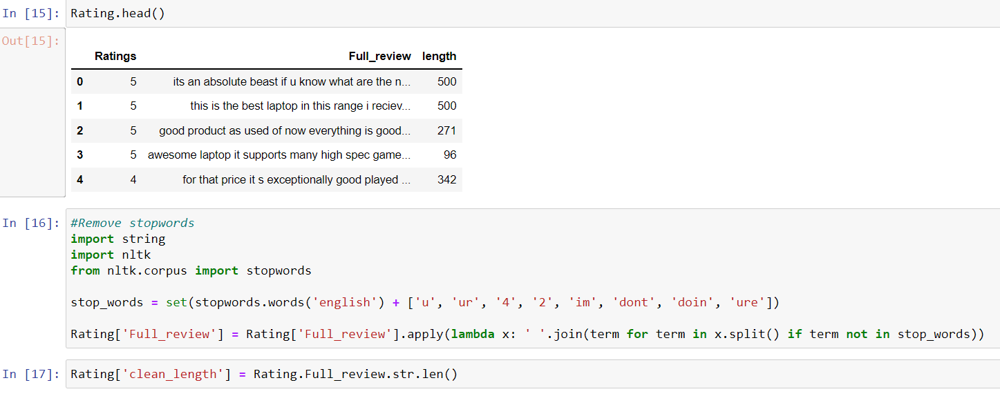 In [15]: Rating.head()
Out[15]:
Ratings Full_review length
0 5 its an absolute beast if u know what are the n... 500
1 5 this is the best laptop in this range i reciev... 500
2 5 good product as used of now everything is good... 271
3 5 awesome laptop it supports many high spec game... 96
4 4 for that price it s exceptionally good played ... 342
In [16]: #Remove stopwords
import string
import nltk
from nltk.corpus import stopwords
stop_words = set(stopwords.words('english') + ['u', 'ur', '4', '2', 'im', 'dont', 'doin', 'ure'])
Rating['Full_review'] = Rating['Full_review'].apply(lambda x: ' '.join(term for term in x.split() if term not in stop_words))
In [17]: Rating['clean_length'] = Rating.Full_review.str.len()